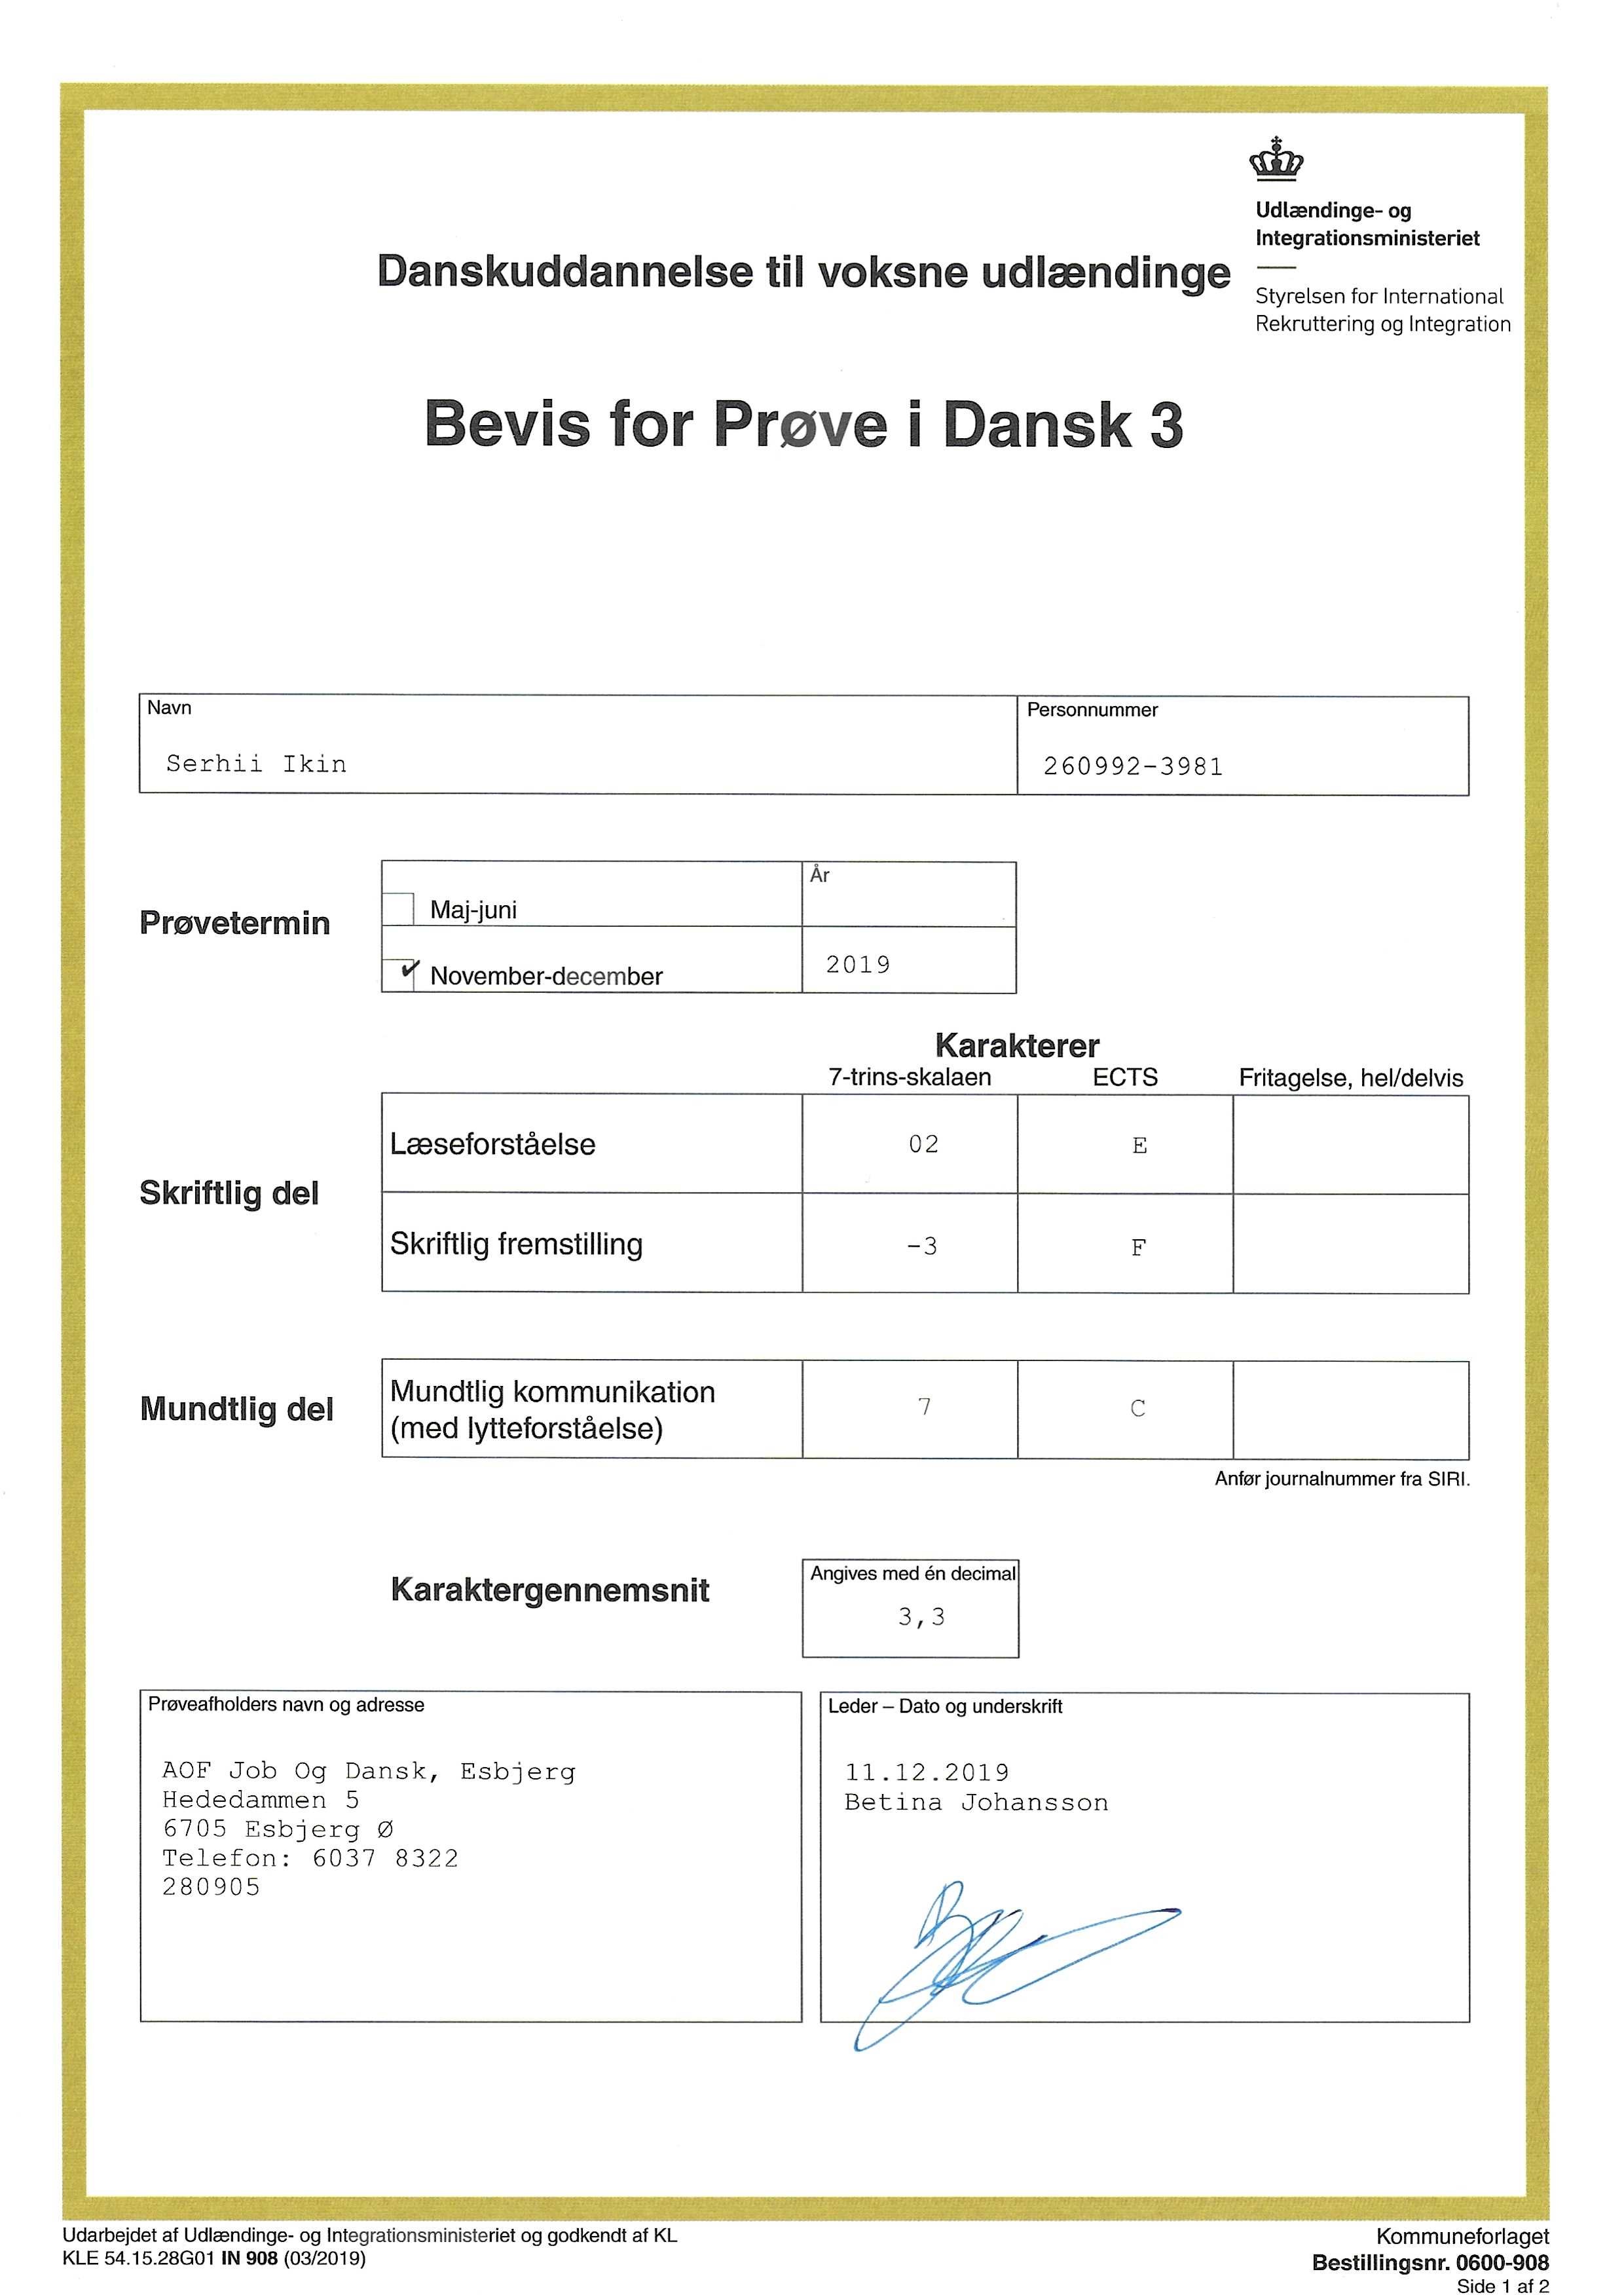 Udlændinge- og
Integrationsministeriet
Styrelsen for International
Rekruttering og Integration
Danskuddannelse til voksne udlændinge
Bevis for Prøve i Dansk 3
Navn
Serhii Ikin
Personnummer
260992-3981
Prøvetermin
Maj-juni
År
November-december
2019
Karakterer
7-trins-skalaen ECTS Fritagelse, hel/delvis
Skriftlig del
Læseforståelse 02 E
Skriftlig fremstilling -3 F
Mundtlig del
Mundtlig kommunikation
(med lytteforståelse)
7 C
Anfør journalnummer fra SIRI.
Karaktergennemsnit
Angives med én decimal
3,3
Prøveafholders navn og adresse
AOF Job Og Dansk, Esbjerg
Hededammen 5
6705 Esbjerg Ø
Telefon: 6037 8322
280905
Leder – Dato og underskrift
11.12.2019
Betina Johansson
Udarbejdet af Udlændinge- og Integrationsministeriet og godkendt af KL
KLE 54.15.28G01 IN 908 (03/2019)
Kommuneforlaget
Bestillingsnr. 0600-908
Side 1 af 2